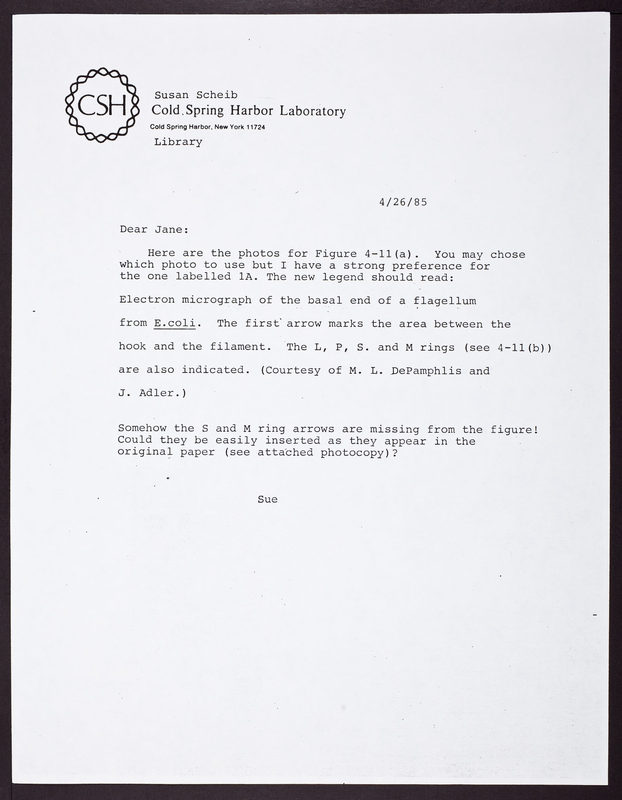 CSH
Susan Scheib
Cold Spring Harbor Laboratory
Cold Spring Harbor, New York 11724
Library
4/26/85
Dear Jane:
Here are the photos for Figure 4-11(a). You may chose
which photo to use but I have a strong preference for
the one labelled 1A. The new legend should read:
Electron micrograph of the basal end of a flagellum
from E.coli. The first arrow marks the area between the
hook and the filament. The L, P, S. and M rings (see 4-11(b))
are also indicated. (Courtesy of M. L. DePamphlis and
J. Adler.)
Somehow the S and M ring arrows are missing from the figure!
Could they be easily inserted as they appear in the
original paper (see attached photocopy)?
Sue